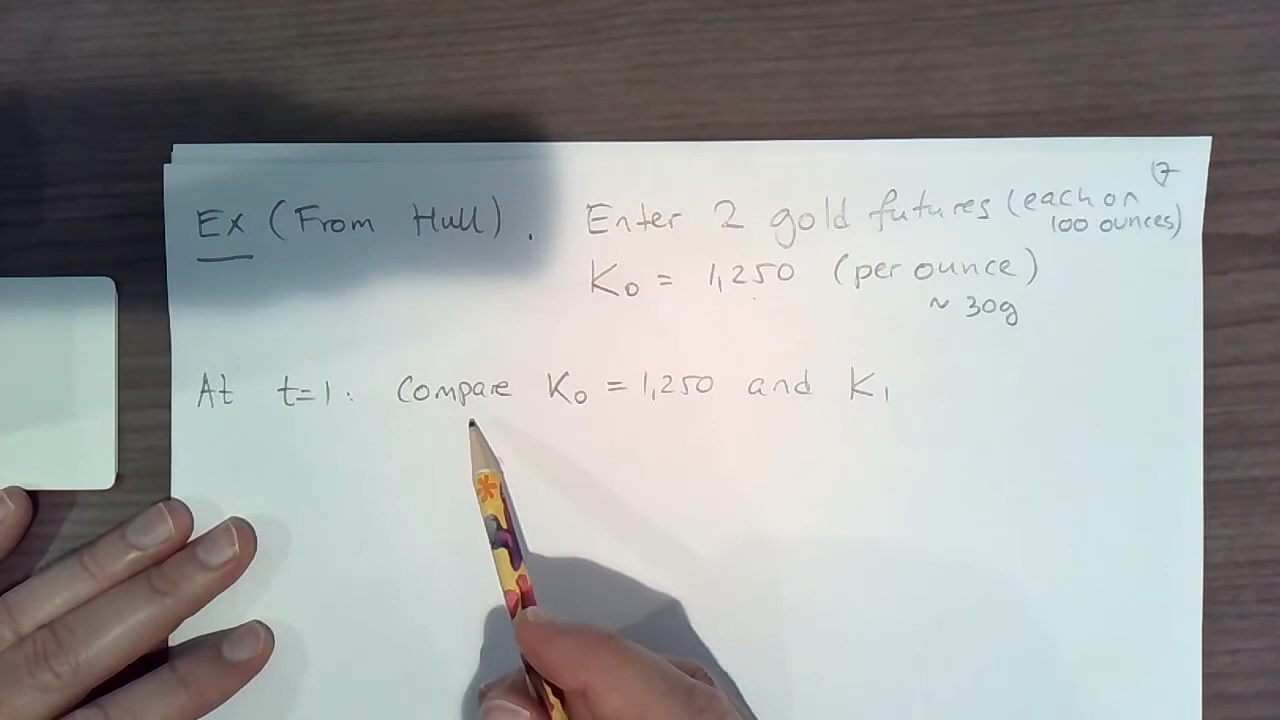 7
Ex (From Hull). Enter 2 gold futures (each on
100 ounces)
K₀ = 1,250 (per ounce)
~ 30g
At t=1: Compare K₀ = 1,250 and K₁